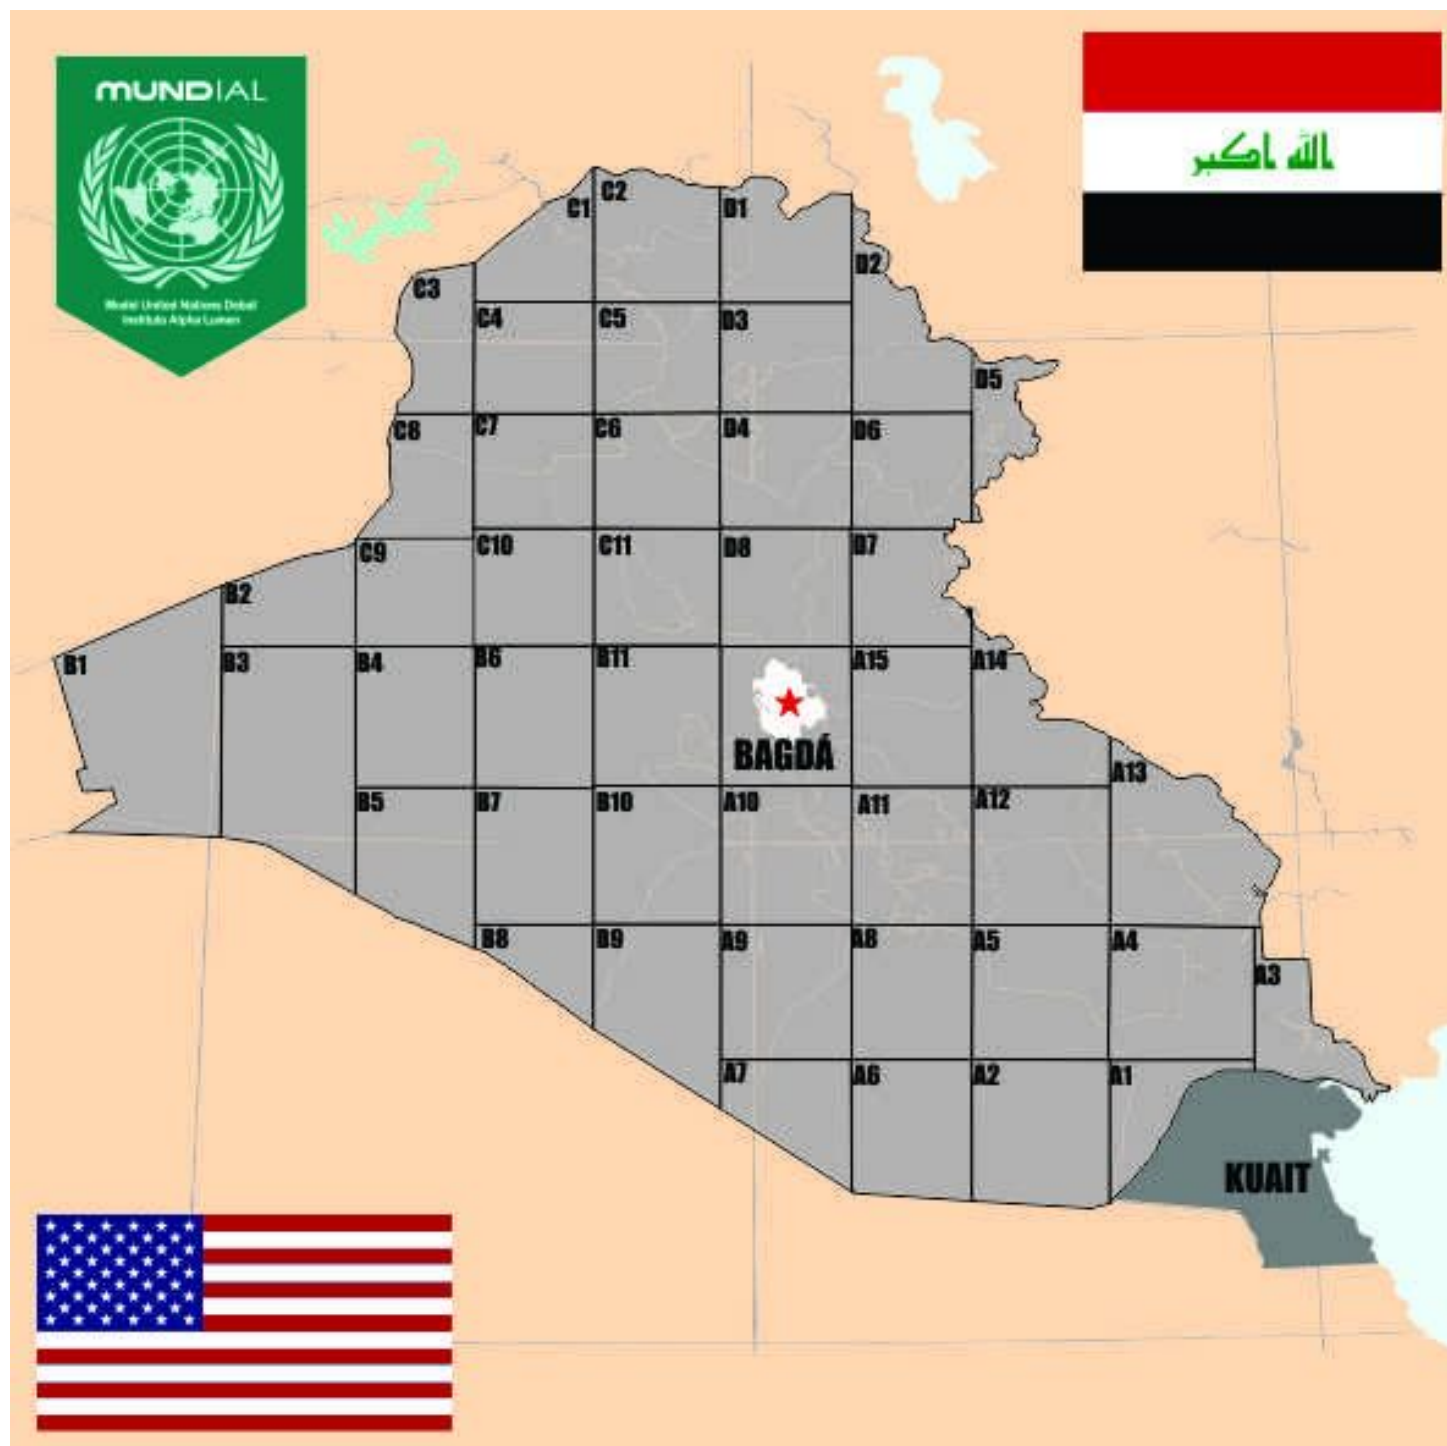 MUNDIAL
Model United Nations Debat
Instituto Alpha Lumen
الله اكبر
C1
C2
D1
D2
C3
C4
C5
D3
D5
C8
C7
C6
D4
D6
C9
C10
C11
D8
D7
B2
B1
B3
B4
B6
B11
A15
A14
BAGDÁ
A13
B5
B7
B10
A10
A11
A12
B8
B9
A9
A8
A5
A4
A3
A7
A6
A2
A1
KUAIT